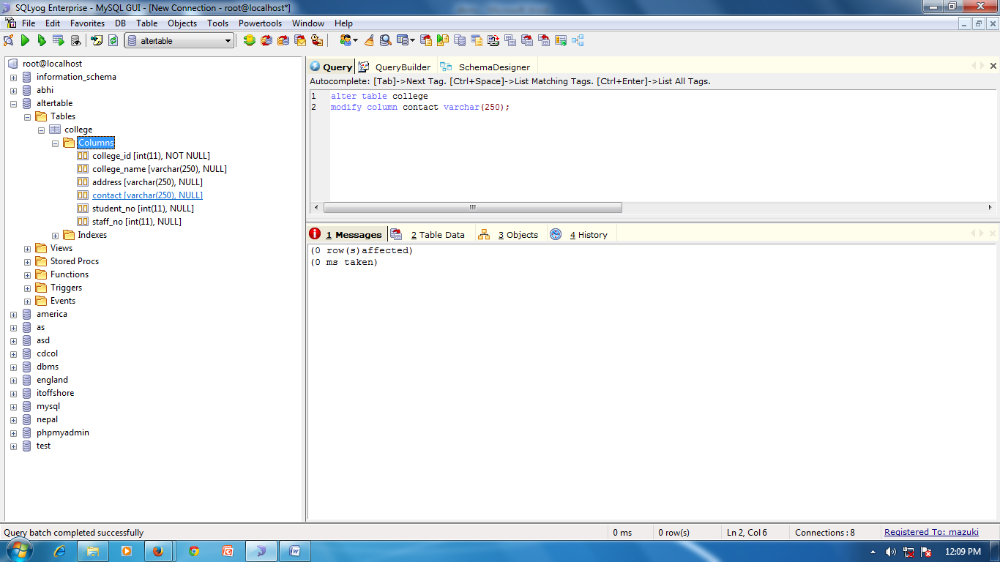 SQLyog Enterprise - MySQL GUI - [New Connection - root@localhost*]
File Edit Favorites DB Table Objects Tools Powertools Window Help
altertable
root@localhost
information_schema
abhi
altertable
Tables
college
Columns
college_id [int(11), NOT NULL]
college_name [varchar(250), NULL]
address [varchar(250), NULL]
contact [varchar(250), NULL]
student_no [int(11), NULL]
staff_no [int(11), NULL]
Indexes
Views
Stored Procs
Functions
Triggers
Events
america
as
asd
cdcol
dbms
england
itoffshore
mysql
nepal
phpmyadmin
test
Query QueryBuilder SchemaDesigner
Autocomplete: [Tab]->Next Tag. [Ctrl+Space]->List Matching Tags. [Ctrl+Enter]->List All Tags.
1 alter table college
2 modify column contact varchar(250);
1 Messages 2 Table Data 3 Objects 4 History
(0 row(s)affected)
(0 ms taken)
Query batch completed successfully 0 ms 0 row(s) Ln 2, Col 6 Connections : 8 Registered To: mazuki
12:09 PM